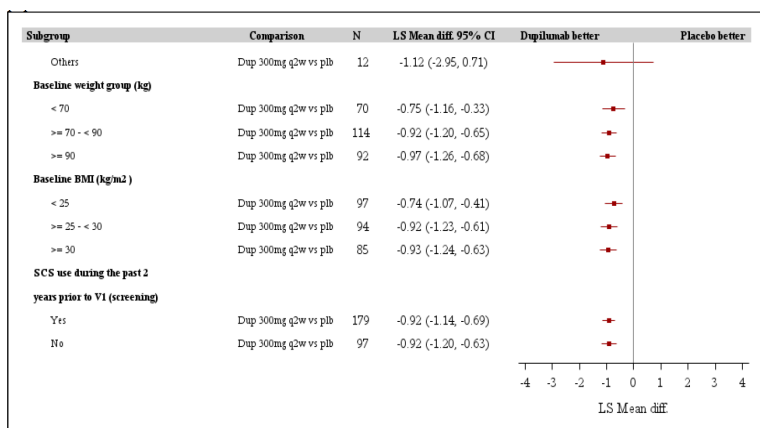 Subgroup Comparison N LS Mean diff. 95% CI Dupilumab better Placebo better
Others Dup 300mg q2w vs plb 12 -1.12 (-2.95, 0.71)
Baseline weight group (kg)
< 70 Dup 300mg q2w vs plb 70 -0.75 (-1.16, -0.33)
>= 70 - < 90 Dup 300mg q2w vs plb 114 -0.92 (-1.20, -0.65)
>= 90 Dup 300mg q2w vs plb 92 -0.97 (-1.26, -0.68)
Baseline BMI (kg/m2 )
< 25 Dup 300mg q2w vs plb 97 -0.74 (-1.07, -0.41)
>= 25 - < 30 Dup 300mg q2w vs plb 94 -0.92 (-1.23, -0.61)
>= 30 Dup 300mg q2w vs plb 85 -0.93 (-1.24, -0.63)
SCS use during the past 2
years prior to V1 (screening)
Yes Dup 300mg q2w vs plb 179 -0.92 (-1.14, -0.69)
No Dup 300mg q2w vs plb 97 -0.92 (-1.20, -0.63)
-4 -3 -2 -1 0 1 2 3 4
LS Mean diff.